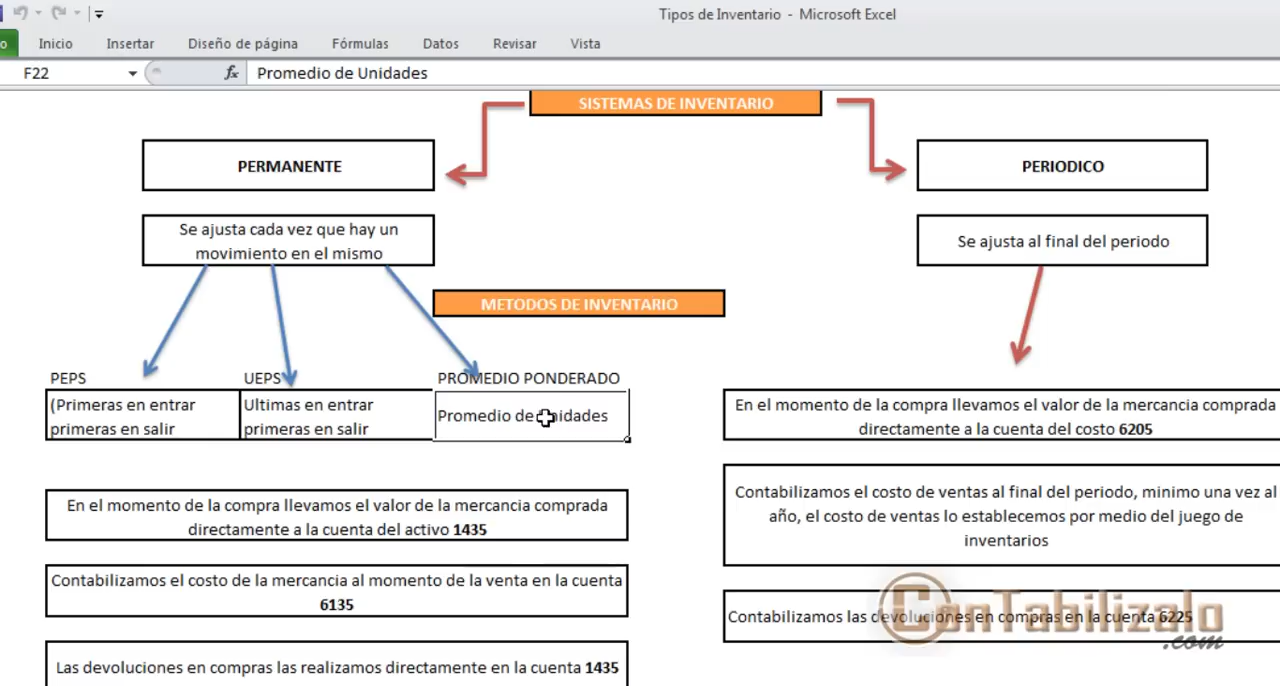 Tipos de Inventario - Microsoft Excel
Inicio Insertar Diseño de página Fórmulas Datos Revisar Vista
F22 fx Promedio de Unidades
SISTEMAS DE INVENTARIO
PERMANENTE
PERIODICO
Se ajusta cada vez que hay un
movimiento en el mismo
Se ajusta al final del periodo
METODOS DE INVENTARIO
PEPS
UEPS
PROMEDIO PONDERADO
(Primeras en entrar
primeras en salir
Ultimas en entrar
primeras en salir
Promedio de Unidades
En el momento de la compra llevamos el valor de la mercancia comprada
directamente a la cuenta del activo 1435
Contabilizamos el costo de la mercancia al momento de la venta en la cuenta
6135
Las devoluciones en compras las realizamos directamente en la cuenta 1435
En el momento de la compra llevamos el valor de la mercancia comprada
directamente a la cuenta del costo 6205
Contabilizamos el costo de ventas al final del periodo, minimo una vez al
año, el costo de ventas lo establecemos por medio del juego de
inventarios
Contabilizamos las devoluciones en compras en la cuenta 6225
ConTabilizalo
.com